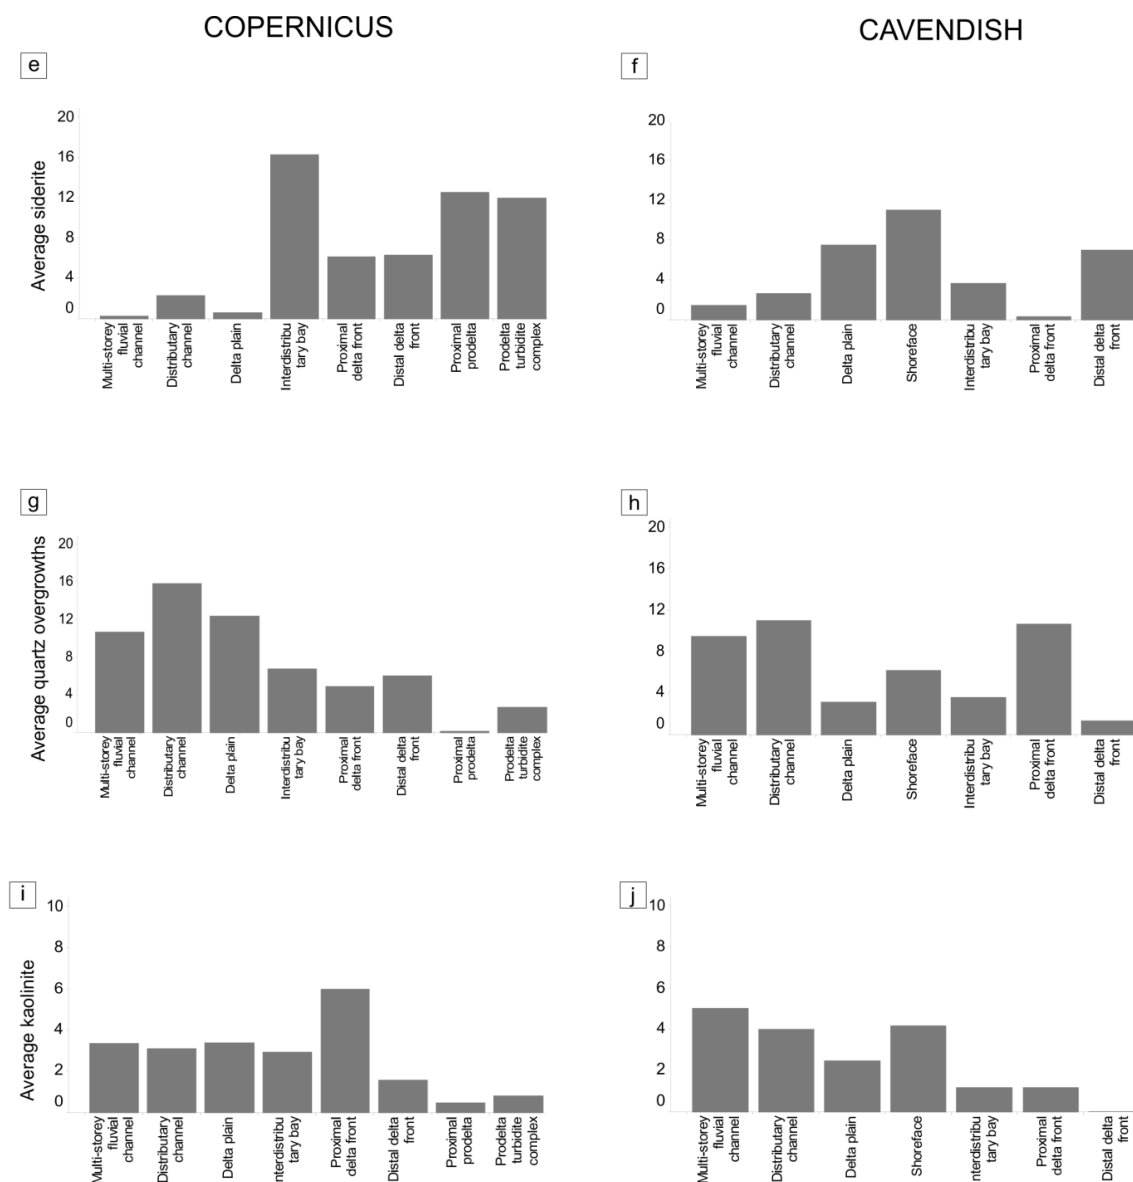 COPERNICUS
CAVENDISH
e
Average siderite
20
16
12
8
4
0
Multi-storey
fluvial
channel
Distributary
channel
Delta plain
Interdistribu
tary bay
Proximal
delta front
Distal delta
front
Proximal
prodelta
Prodelta
turbidite
complex
f
20
16
12
8
4
0
Multi-storey
fluvial
channel
Distributary
channel
Delta plain
Shoreface
Interdistribu
tary bay
Proximal
delta front
Distal delta
front
g
Average quartz overgrowths
20
16
12
8
4
0
Multi-storey
fluvial
channel
Distributary
channel
Delta plain
Interdistribu
tary bay
Proximal
delta front
Distal delta
front
Proximal
prodelta
Prodelta
turbidite
complex
h
20
16
12
8
4
0
Multi-storey
fluvial
channel
Distributary
channel
Delta plain
Shoreface
Interdistribu
tary bay
Proximal
delta front
Distal delta
front
i
Average kaolinite
10
8
6
4
2
0
Multi-storey
fluvial
channel
Distributary
channel
Delta plain
nterdistribu
tary bay
Proximal
delta front
Distal delta
front
Proximal
prodelta
Prodelta
turbidite
complex
j
10
8
6
4
2
0
Multi-storey
fluvial
channel
Distributary
channel
Delta plain
Shoreface
nterdistribu
tary bay
Proximal
delta front
Distal delta
front